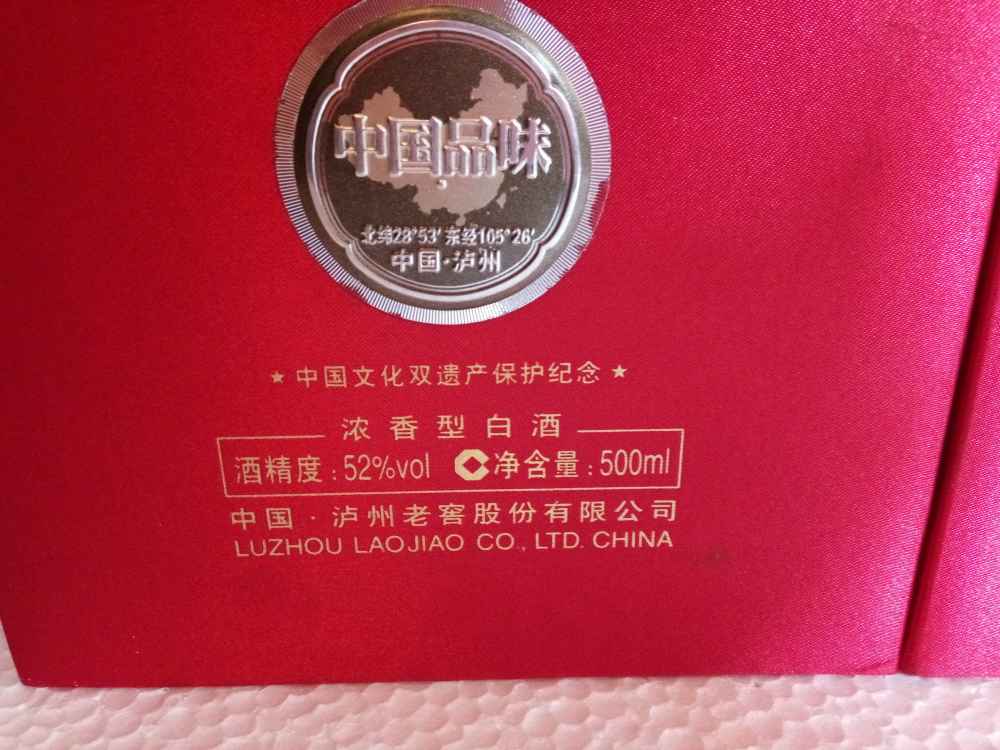 中国品味
北纬28°53′东经105°26′
中国·泸州
★中国文化双遗产保护纪念★
浓香型白酒
酒精度:52%vol 净含量:500ml
中国·泸州老窖股份有限公司
LUZHOU LAOJIAO CO., LTD. CHINA